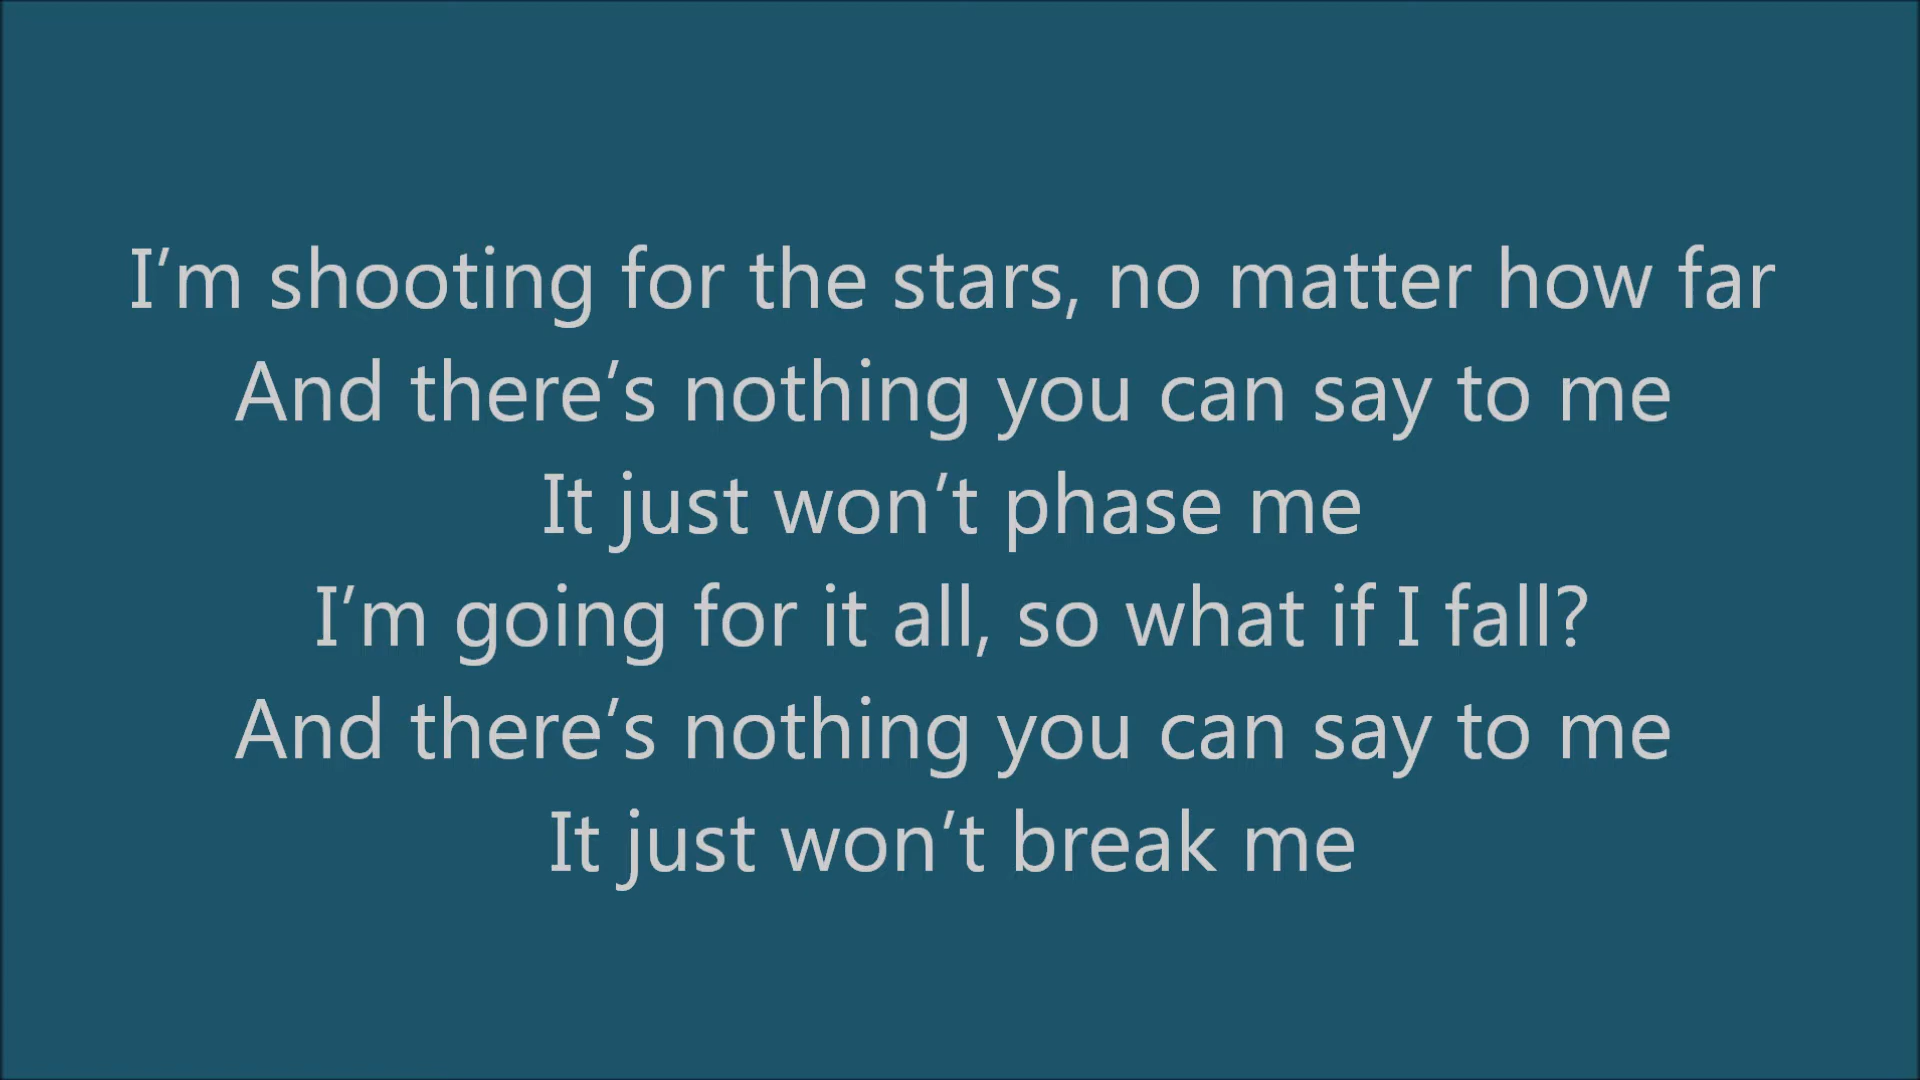 I’m shooting for the stars, no matter how far
And there’s nothing you can say to me
It just won’t phase me
I’m going for it all, so what if I fall?
And there’s nothing you can say to me
It just won’t break me